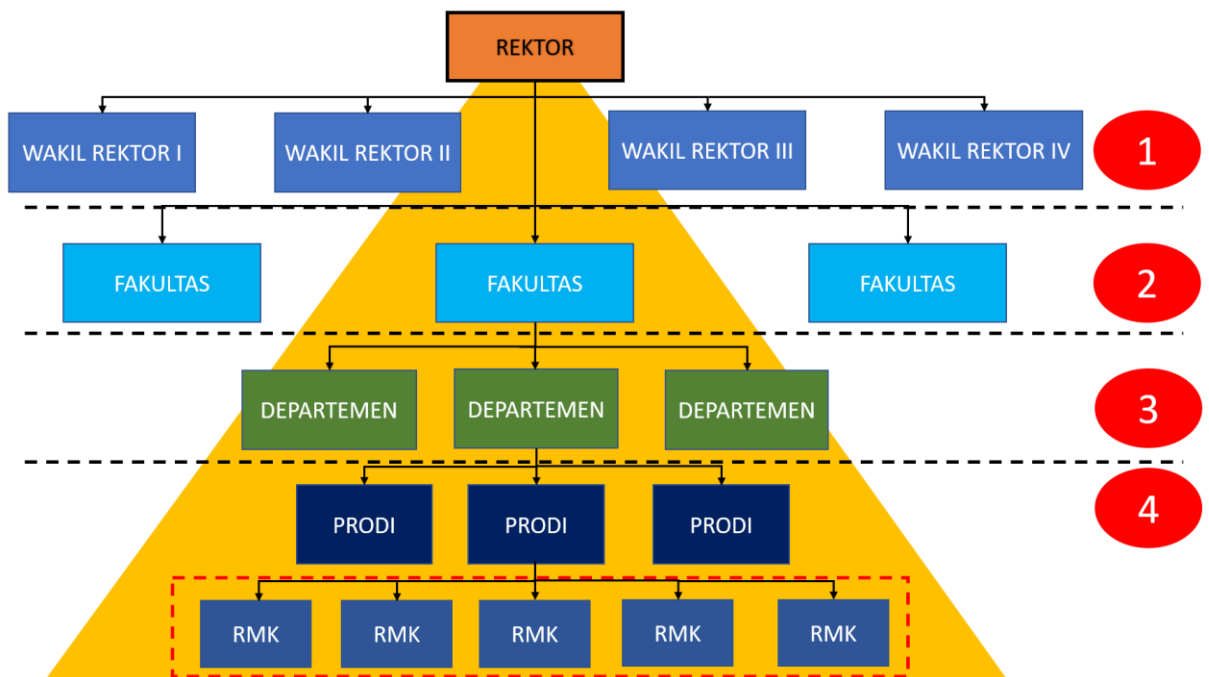 REKTOR
WAKIL REKTOR I
WAKIL REKTOR II
WAKIL REKTOR III
WAKIL REKTOR IV
1
FAKULTAS
FAKULTAS
FAKULTAS
2
DEPARTEMEN
DEPARTEMEN
DEPARTEMEN
3
PRODI
PRODI
PRODI
4
RMK
RMK
RMK
RMK
RMK